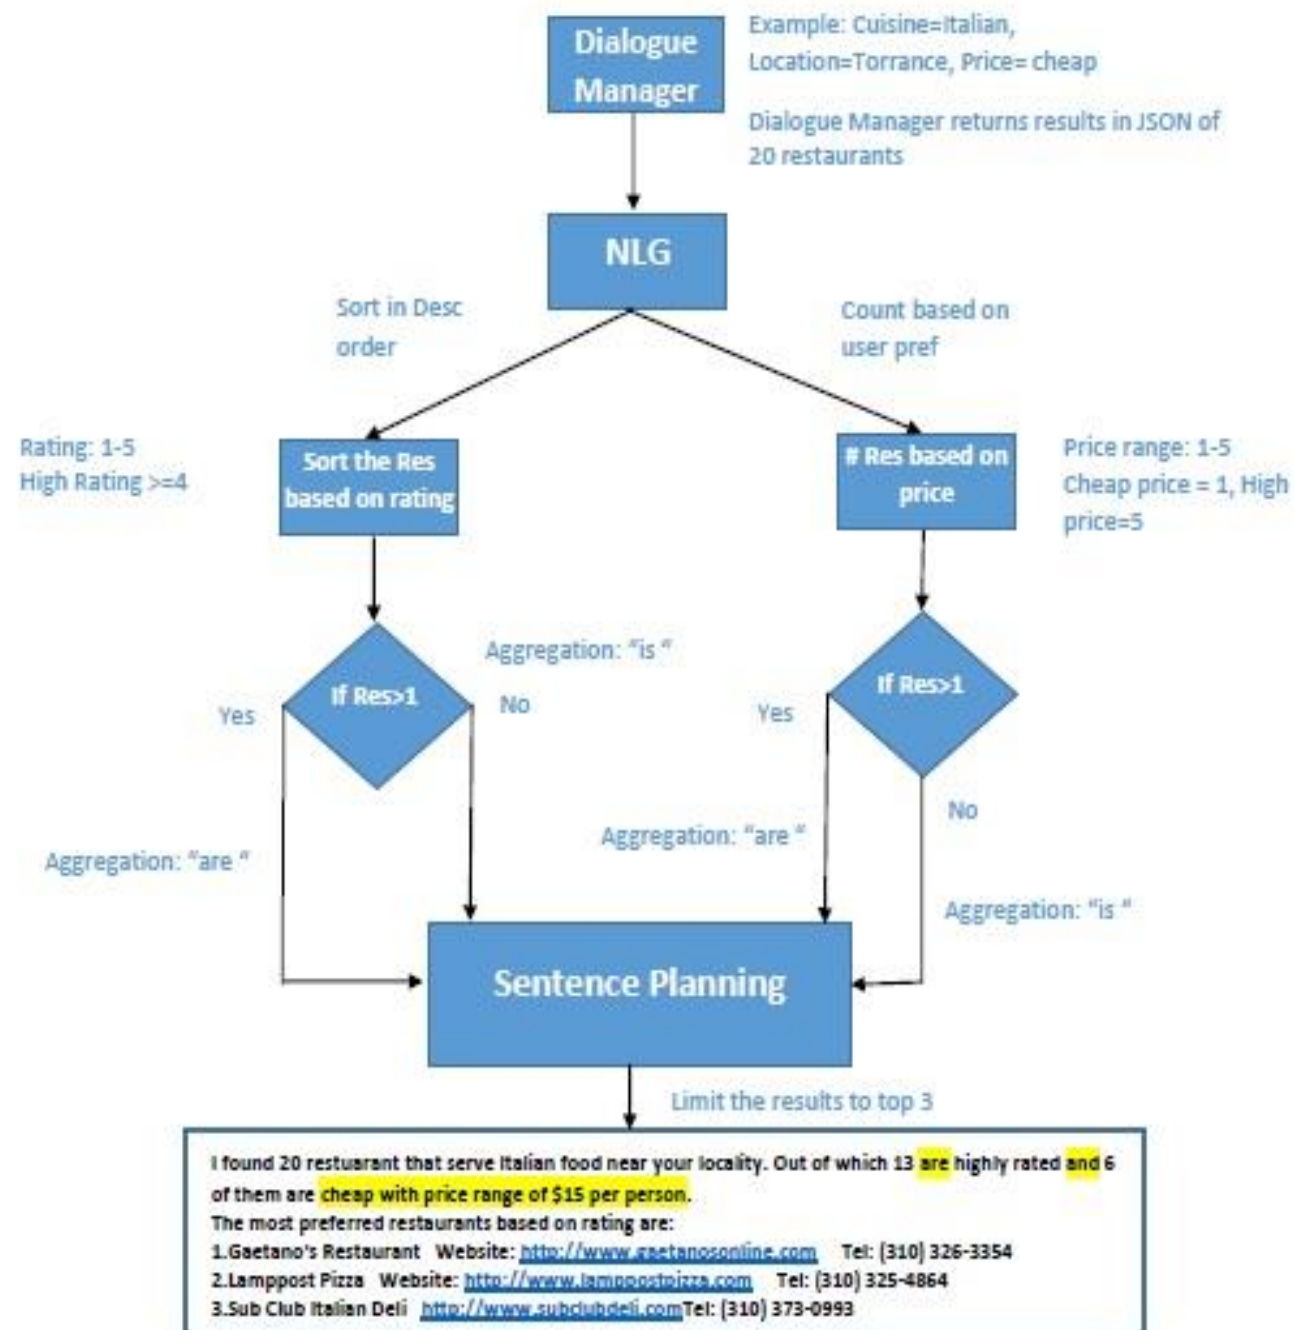 Dialogue
Manager
Example: Cuisine=Italian,
Location=Torrance, Price= cheap
Dialogue Manager returns results in JSON of
20 restaurants
NLG
Sort in Desc
order
Count based on
user pref
Rating: 1-5
High Rating >=4
Sort the Res
based on rating
# Res based on
price
Price range: 1-5
Cheap price = 1, High
price=5
If Res>1
Aggregation: "is "
No
Yes
If Res>1
Yes
No
Aggregation: "are "
Aggregation: "are "
Aggregation: "is "
Sentence Planning
Limit the results to top 3
I found 20 restuarant that serve Italian food near your locality. Out of which 13 are highly rated and 6
of them are cheap with price range of $15 per person.
The most preferred restaurants based on rating are:
1.Gaetano's Restaurant Website: http://www.gaetanosonline.com Tel: (310) 326-3354
2.Lamppost Pizza Website: http://www.lamppostpizza.com Tel: (310) 325-4864
3.Sub Club Italian Deli http://www.subclubdeli.comTel: (310) 373-0993